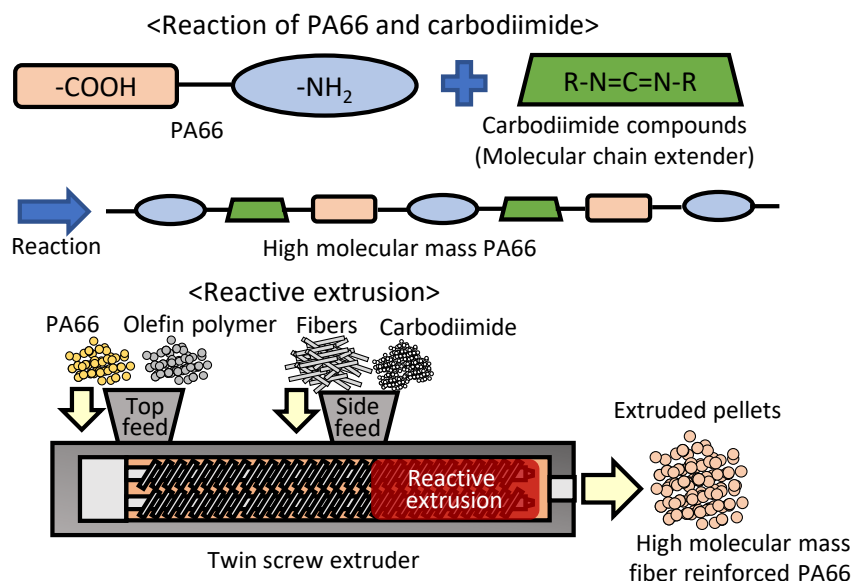 <Reaction of PA66 and carbodiimide>
-COOH
-NH₂
R-N=C=N-R
PA66
Carbodiimide compounds
(Molecular chain extender)
Reaction
High molecular mass PA66
<Reactive extrusion>
PA66
Olefin polymer
Fibers
Carbodiimide
Top
feed
Side
feed
Extruded pellets
Reactive
extrusion
Twin screw extruder
High molecular mass
fiber reinforced PA66